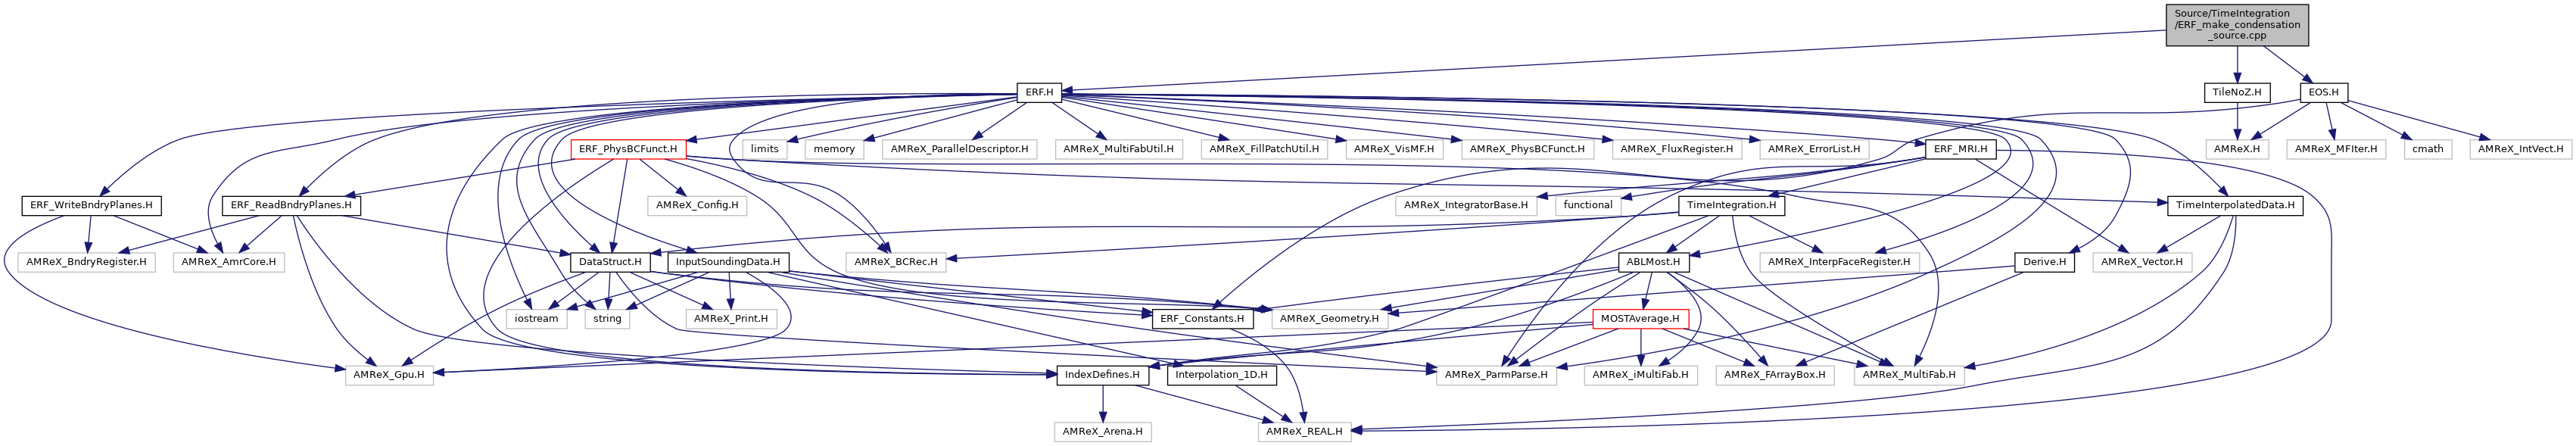 Source/TimeIntegration
/ERF_make_condensation
_source.cpp
ERF.H
TileNoZ.H
EOS.H
ERF_PhysBCFunct.H
limits
memory
AMReX_ParallelDescriptor.H
AMReX_MultiFabUtil.H
AMReX_FillPatchUtil.H
AMReX_VisMF.H
AMReX_PhysBCFunct.H
AMReX_FluxRegister.H
AMReX_ErrorList.H
ERF_MRI.H
AMReX.H
AMReX_MFIter.H
cmath
AMReX_IntVect.H
ERF_WriteBndryPlanes.H
ERF_ReadBndryPlanes.H
AMReX_Config.H
AMReX_IntegratorBase.H
functional
TimeIntegration.H
TimeInterpolatedData.H
AMReX_BndryRegister.H
AMReX_AmrCore.H
DataStruct.H
InputSoundingData.H
AMReX_BCRec.H
ABLMost.H
AMReX_InterpFaceRegister.H
Derive.H
AMReX_Vector.H
iostream
string
AMReX_Print.H
ERF_Constants.H
AMReX_Geometry.H
MOSTAverage.H
AMReX_Gpu.H
IndexDefines.H
Interpolation_1D.H
AMReX_ParmParse.H
AMReX_iMultiFab.H
AMReX_FArrayBox.H
AMReX_MultiFab.H
AMReX_Arena.H
AMReX_REAL.H